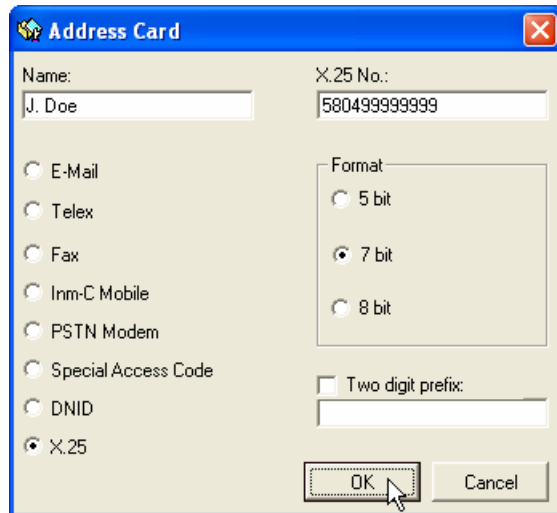 Address Card
Name:
X.25 No.:
J. Doe
580499999999
E-Mail
Telex
Fax
Inm-C Mobile
PSTN Modem
Special Access Code
DNID
X.25
Format
5 bit
7 bit
8 bit
Two digit prefix:
OK
Cancel